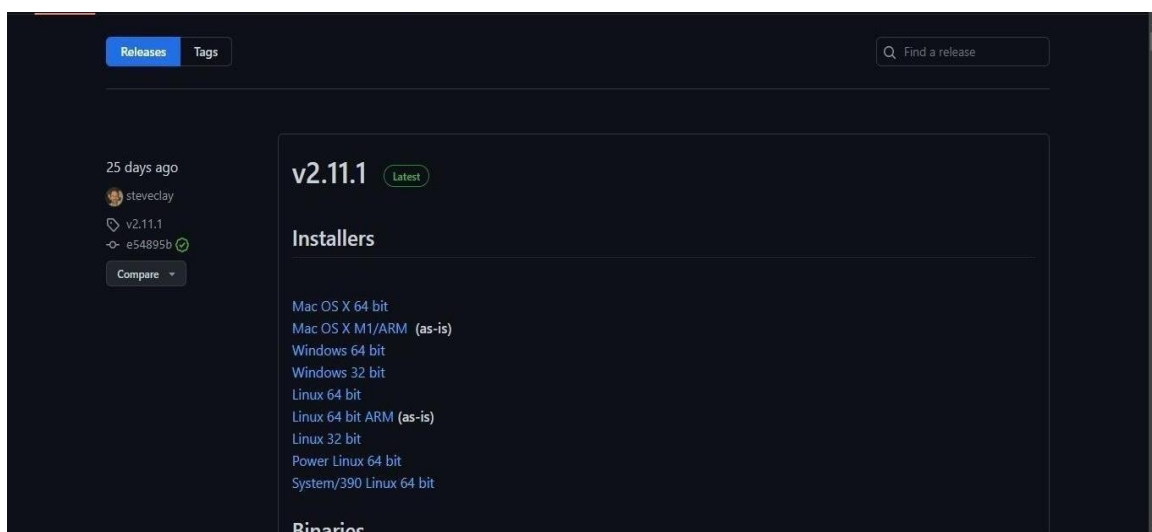 Releases Tags
Find a release
25 days ago
steveclay
v2.11.1
e54895b
Compare
v2.11.1 Latest
Installers
Mac OS X 64 bit
Mac OS X M1/ARM (as-is)
Windows 64 bit
Windows 32 bit
Linux 64 bit
Linux 64 bit ARM (as-is)
Linux 32 bit
Power Linux 64 bit
System/390 Linux 64 bit
Binaries